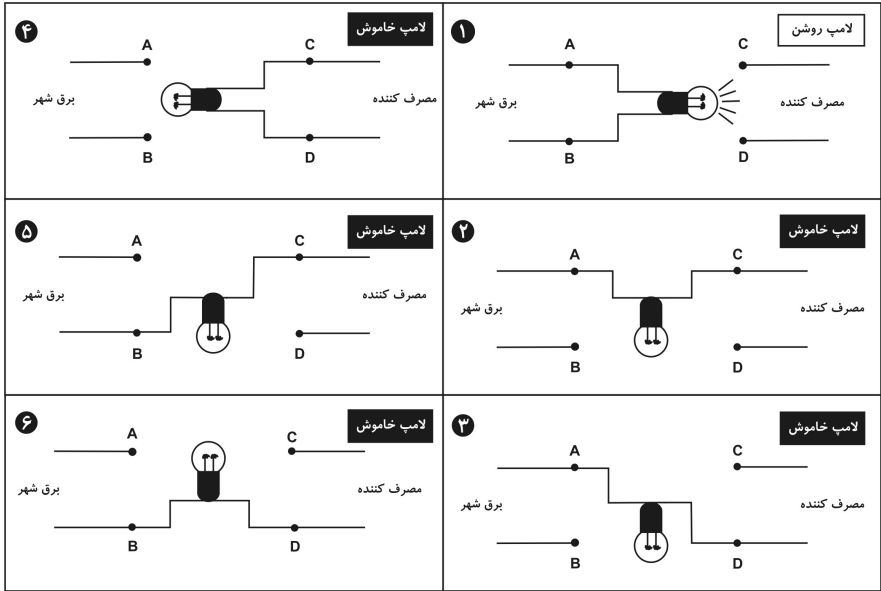 ۱
لامپ روشن
A
C
برق شهر
مصرف کننده
B
D
۲
لامپ خاموش
A
C
برق شهر
مصرف کننده
B
D
۳
لامپ خاموش
A
C
برق شهر
مصرف کننده
B
D
۴
لامپ خاموش
A
C
برق شهر
مصرف کننده
B
D
۵
لامپ خاموش
A
C
برق شهر
مصرف کننده
B
D
۶
لامپ خاموش
A
C
برق شهر
مصرف کننده
B
D